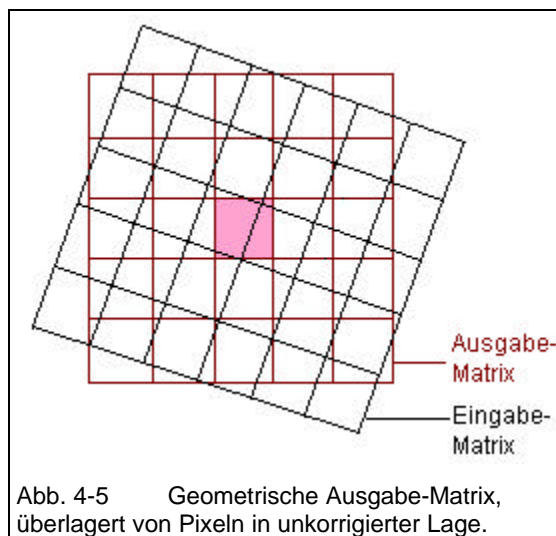 Ausgabe-
Matrix
Eingabe-
Matrix
Abb. 4-5 Geometrische Ausgabe-Matrix,
überlagert von Pixeln in unkorrigierter Lage.